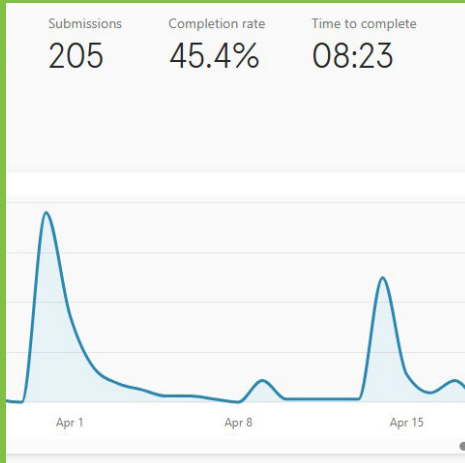 Submissions Completion rate Time to complete
205 45.4% 08:23
Apr 1 Apr 8 Apr 15